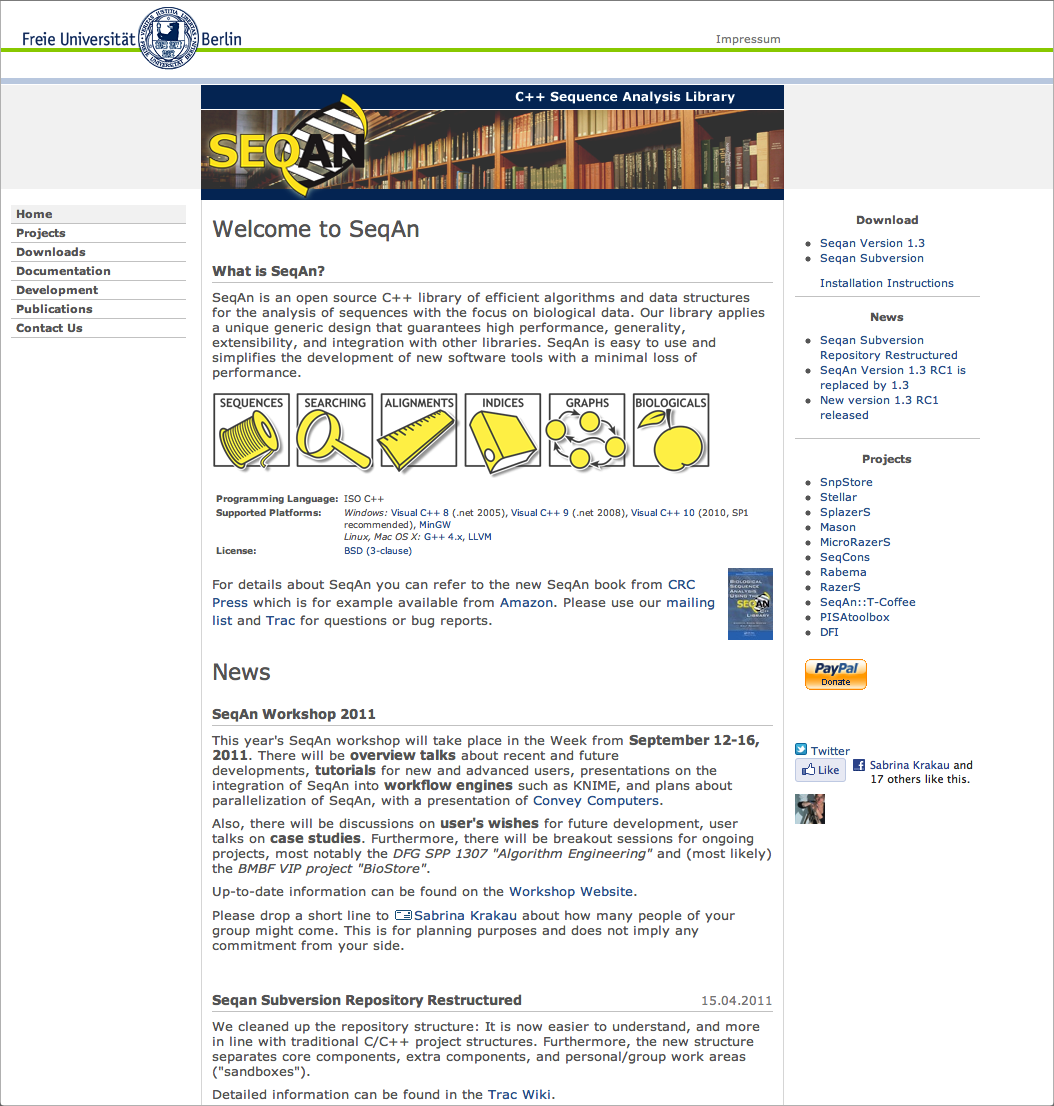 Freie Universität Berlin
Impressum
C++ Sequence Analysis Library
SEQAN
Home
Projects
Downloads
Documentation
Development
Publications
Contact Us
Welcome to SeqAn
What is SeqAn?
SeqAn is an open source C++ library of efficient algorithms and data structures
for the analysis of sequences with the focus on biological data. Our library applies
a unique generic design that guarantees high performance, generality,
extensibility, and integration with other libraries. SeqAn is easy to use and
simplifies the development of new software tools with a minimal loss of
performance.
SEQUENCES SEARCHING ALIGNMENTS INDICES GRAPHS BIOLOGICALS
Programming Language: ISO C++
Supported Platforms: Windows: Visual C++ 8 (.net 2005), Visual C++ 9 (.net 2008), Visual C++ 10 (2010, SP1
recommended), MinGW
Linux, Mac OS X: G++ 4.x, LLVM
License: BSD (3-clause)
For details about SeqAn you can refer to the new SeqAn book from CRC
Press which is for example available from Amazon. Please use our mailing
list and Trac for questions or bug reports.
BIOLOGICAL
SEQUENCE
ANALYSIS
USING THE
SEQAN
C++
LIBRARY
News
SeqAn Workshop 2011
This year's SeqAn workshop will take place in the Week from September 12-16,
2011. There will be overview talks about recent and future
developments, tutorials for new and advanced users, presentations on the
integration of SeqAn into workflow engines such as KNIME, and plans about
parallelization of SeqAn, with a presentation of Convey Computers.
Also, there will be discussions on user's wishes for future development, user
talks on case studies. Furthermore, there will be breakout sessions for ongoing
projects, most notably the DFG SPP 1307 "Algorithm Engineering" and (most likely)
the BMBF VIP project "BioStore".
Up-to-date information can be found on the Workshop Website.
Please drop a short line to Sabrina Krakau about how many people of your
group might come. This is for planning purposes and does not imply any
commitment from your side.
Seqan Subversion Repository Restructured 15.04.2011
We cleaned up the repository structure: It is now easier to understand, and more
in line with traditional C/C++ project structures. Furthermore, the new structure
separates core components, extra components, and personal/group work areas
("sandboxes").
Detailed information can be found in the Trac Wiki.
Download
Seqan Version 1.3
Seqan Subversion
Installation Instructions
News
Seqan Subversion
Repository Restructured
SeqAn Version 1.3 RC1 is
replaced by 1.3
New version 1.3 RC1
released
Projects
SnpStore
Stellar
SplazerS
Mason
MicroRazerS
SeqCons
Rabema
RazerS
SeqAn::T-Coffee
PISAtoolbox
DFI
PayPal
Donate
Twitter
Like
Sabrina Krakau and
17 others like this.